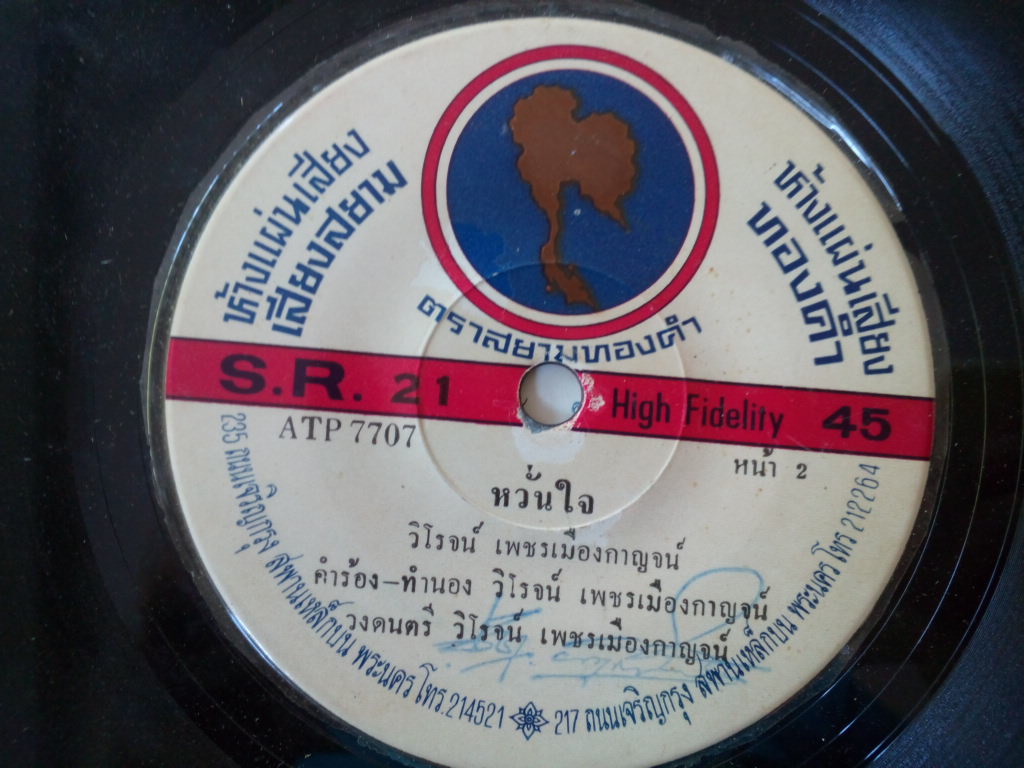 ห้างแผ่นเสียง
เสียงสยาม
ห้างแผ่นเสียง
ทองคำ
ตราสยามทองคำ
S.R. 21
High Fidelity 45
ATP 7707
หน้า 2
หวั่นใจ
วิโรจน์ เพชรเมืองกาญจน์
คำร้อง-ทำนอง วิโรจน์ เพชรเมืองกาญจน์
วงดนตรี วิโรจน์ เพชรเมืองกาญจน์
235 ถนนเจริญกรุง สพานเหล็กบน พระนคร โทร.214521
217 ถนนเจริญกรุง สพานเหล็กบน พระนคร โทร 212264